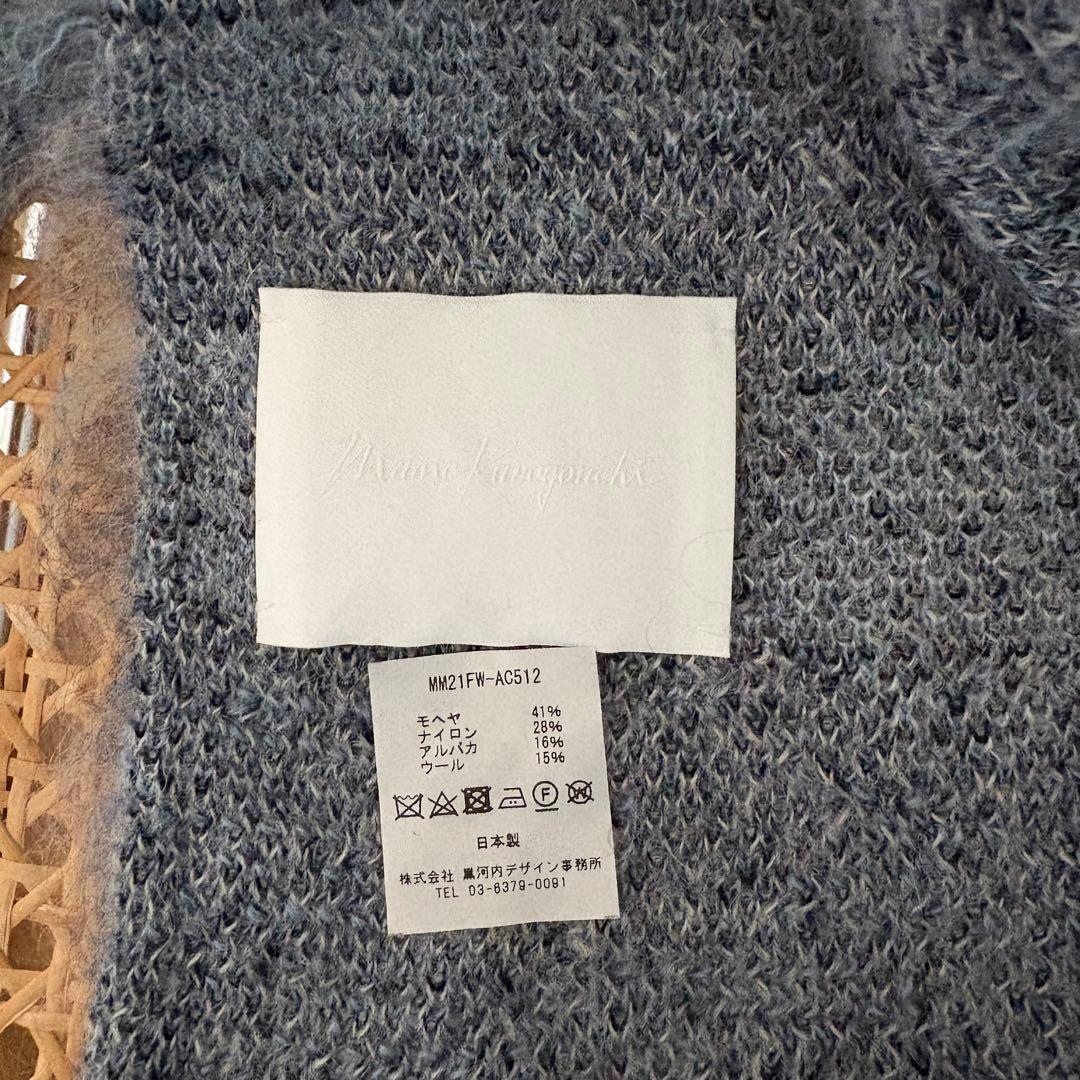 Mame Kurogouchi
MM21FW-AC512
モヘヤ 41%
ナイロン 28%
アルパカ 16%
ウール 15%
F
W
日本製
株式会社 黒河内デザイン事務所
TEL 03-6379-0091